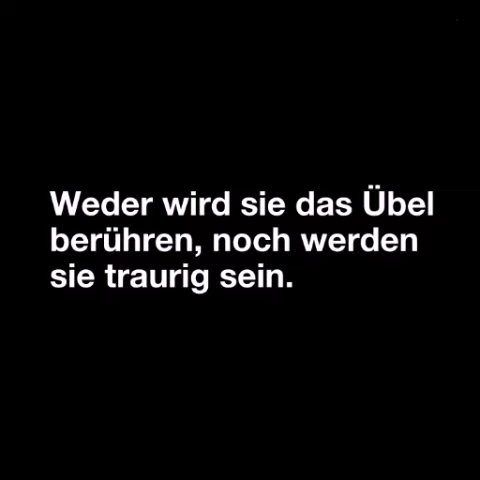 Weder wird sie das Übel
berühren, noch werden
sie traurig sein.